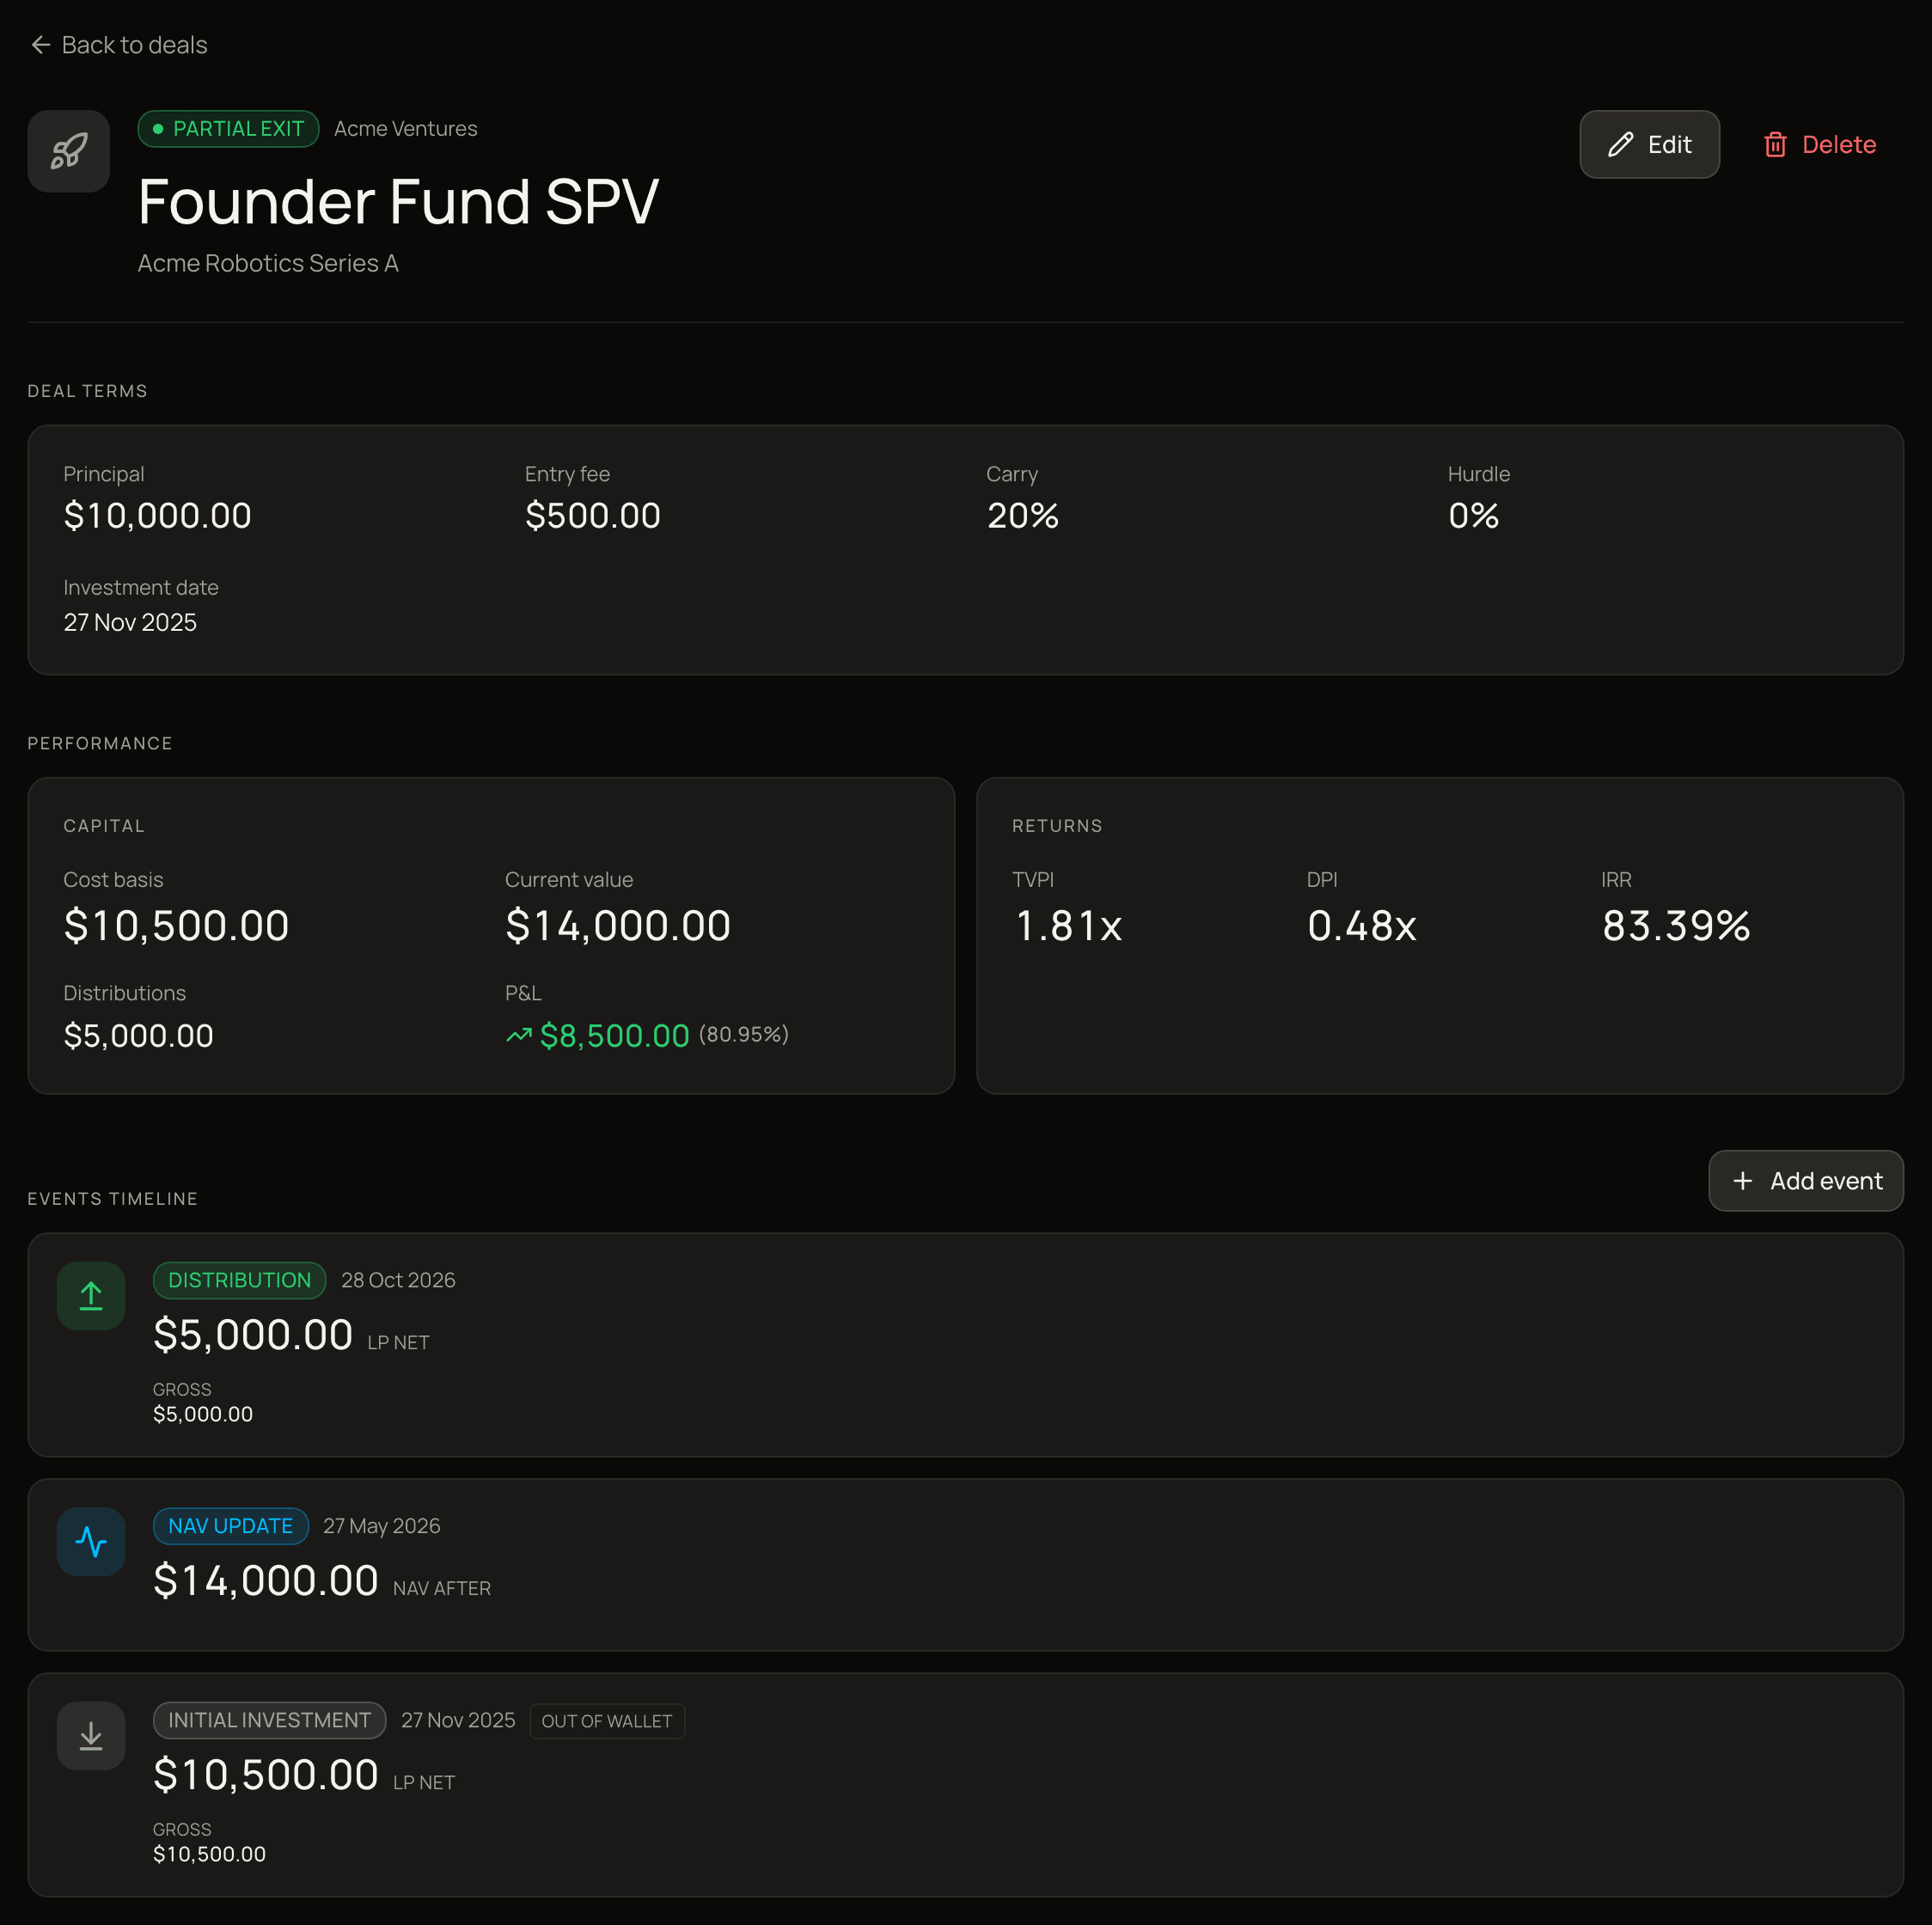 Back to deals
PARTIAL EXIT Acme Ventures
Edit
Delete
Founder Fund SPV
Acme Robotics Series A
DEAL TERMS
Principal
$10,000.00
Entry fee
$500.00
Carry
20%
Hurdle
0%
Investment date
27 Nov 2025
PERFORMANCE
CAPITAL
Cost basis
$10,500.00
Current value
$14,000.00
Distributions
$5,000.00
P&L
$8,500.00 (80.95%)
RETURNS
TVPI
1.81x
DPI
0.48x
IRR
83.39%
EVENTS TIMELINE
Add event
DISTRIBUTION 28 Oct 2026
$5,000.00 LP NET
GROSS
$5,000.00
NAV UPDATE 27 May 2026
$14,000.00 NAV AFTER
INITIAL INVESTMENT 27 Nov 2025 OUT OF WALLET
$10,500.00 LP NET
GROSS
$10,500.00